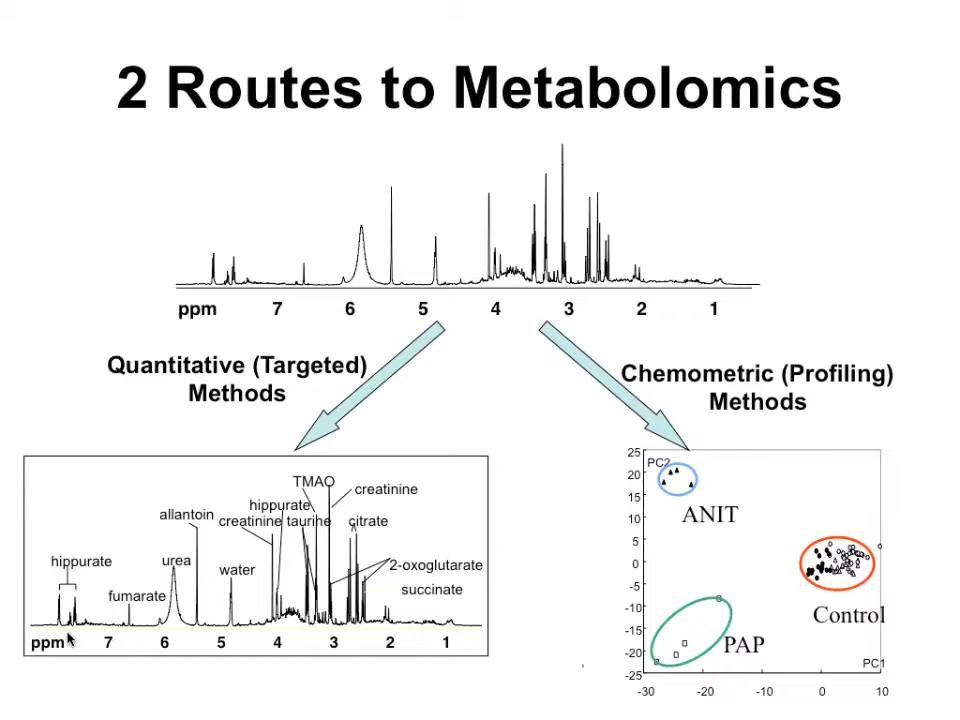 2 Routes to Metabolomics
ppm 7 6 5 4 3 2 1
Quantitative (Targeted)
Methods
Chemometric (Profiling)
Methods
TMAO
creatinine
hippurate
allantoin
creatinine taurine
citrate
hippurate
urea
water
2-oxoglutarate
fumarate
succinate
ppm 7 6 5 4 3 2 1
25
PC2
20
15
10
5
0
-5
-10
-15
-20
-25
ANIT
Control
PAP
PC1
-30 -20 -10 0 10